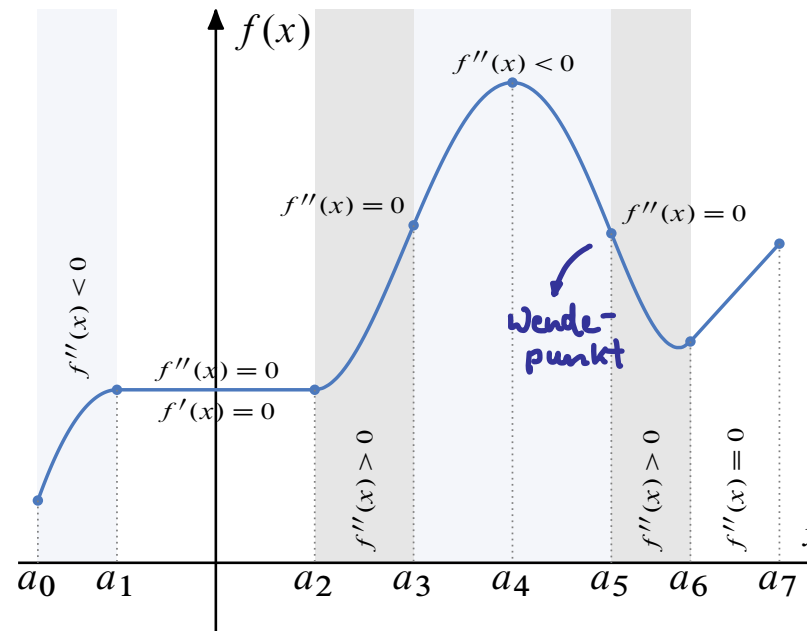 f(x)
f''(x) < 0
f''(x) = 0
f''(x) = 0
f''(x) < 0
Wende-
punkt
f''(x) = 0
f'(x) = 0
f''(x) > 0
f''(x) > 0
f''(x) = 0
a₀ a₁ a₂ a₃ a₄ a₅ a₆ a₇